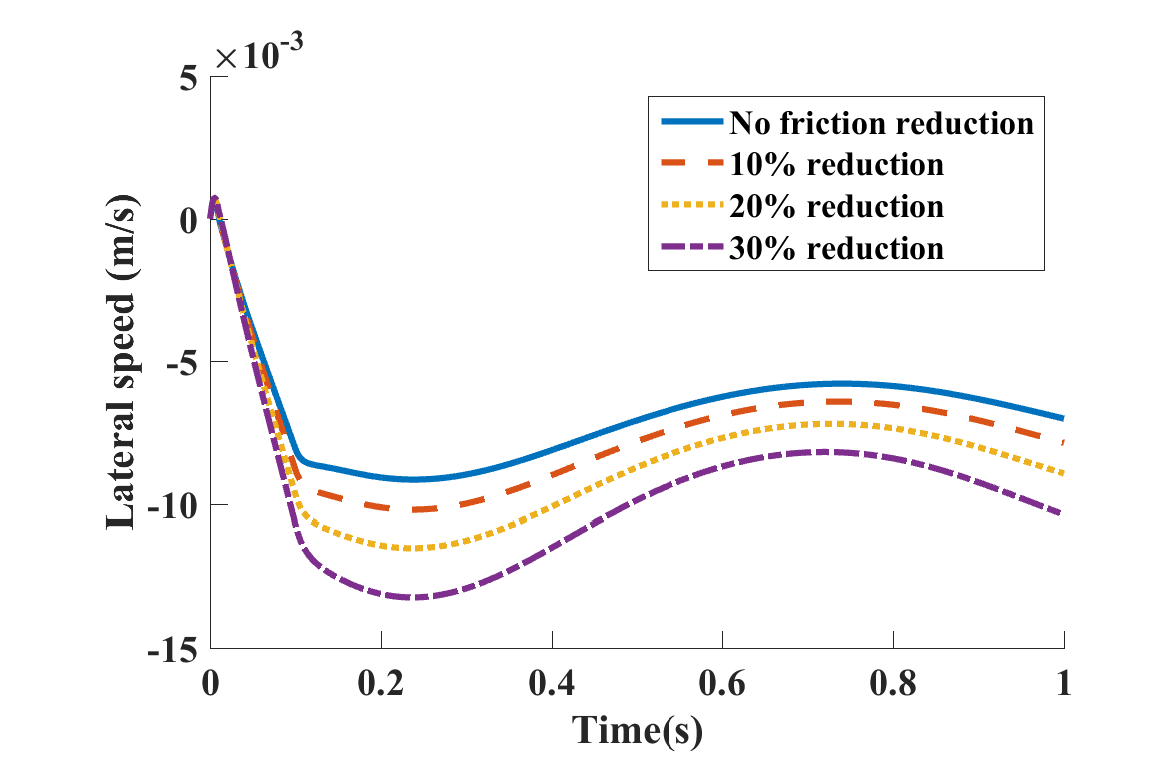 ×10-3
5
0
-5
-10
-15
Lateral speed (m/s)
No friction reduction
10% reduction
20% reduction
30% reduction
0 0.2 0.4 0.6 0.8 1
Time(s)